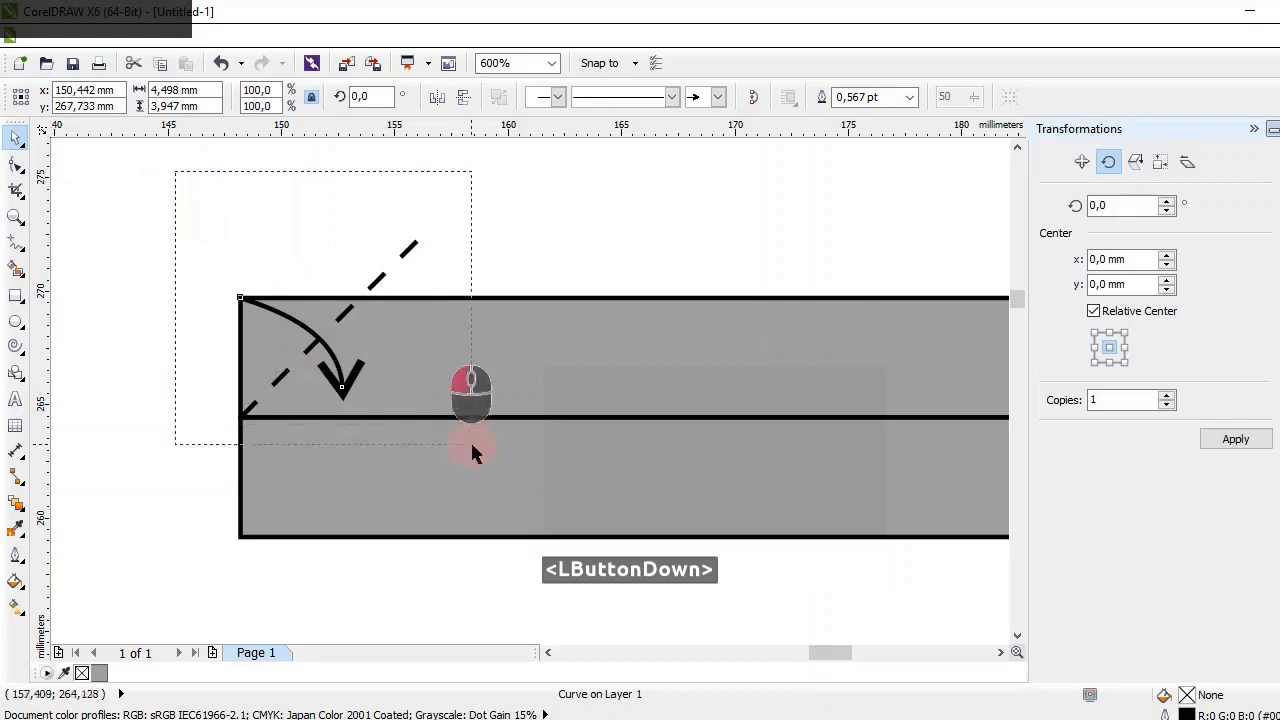 CorelDRAW X6 (64-Bit) - [Untitled-1]
600%
Snap to
x: 150,442 mm
y: 267,733 mm
4,498 mm
3,947 mm
100,0
100,0
%
%
0,0
°
0,567 pt
50
40
145
150
155
160
165
170
175
180
millimeters
275
270
265
260
millimeters
Transformations
0,0
°
Center
x: 0,0 mm
y: 0,0 mm
Relative Center
Copies: 1
Apply
<LButtonDown>
1 of 1
Page 1
( 157,409; 264,128 )
Curve on Layer 1
None
Document color profiles: RGB: sRGB IEC61966-2.1; CMYK: Japan Color 2001 Coated; Grayscale: Dot Gain 15%
R:0 G:0 B:0 (#00